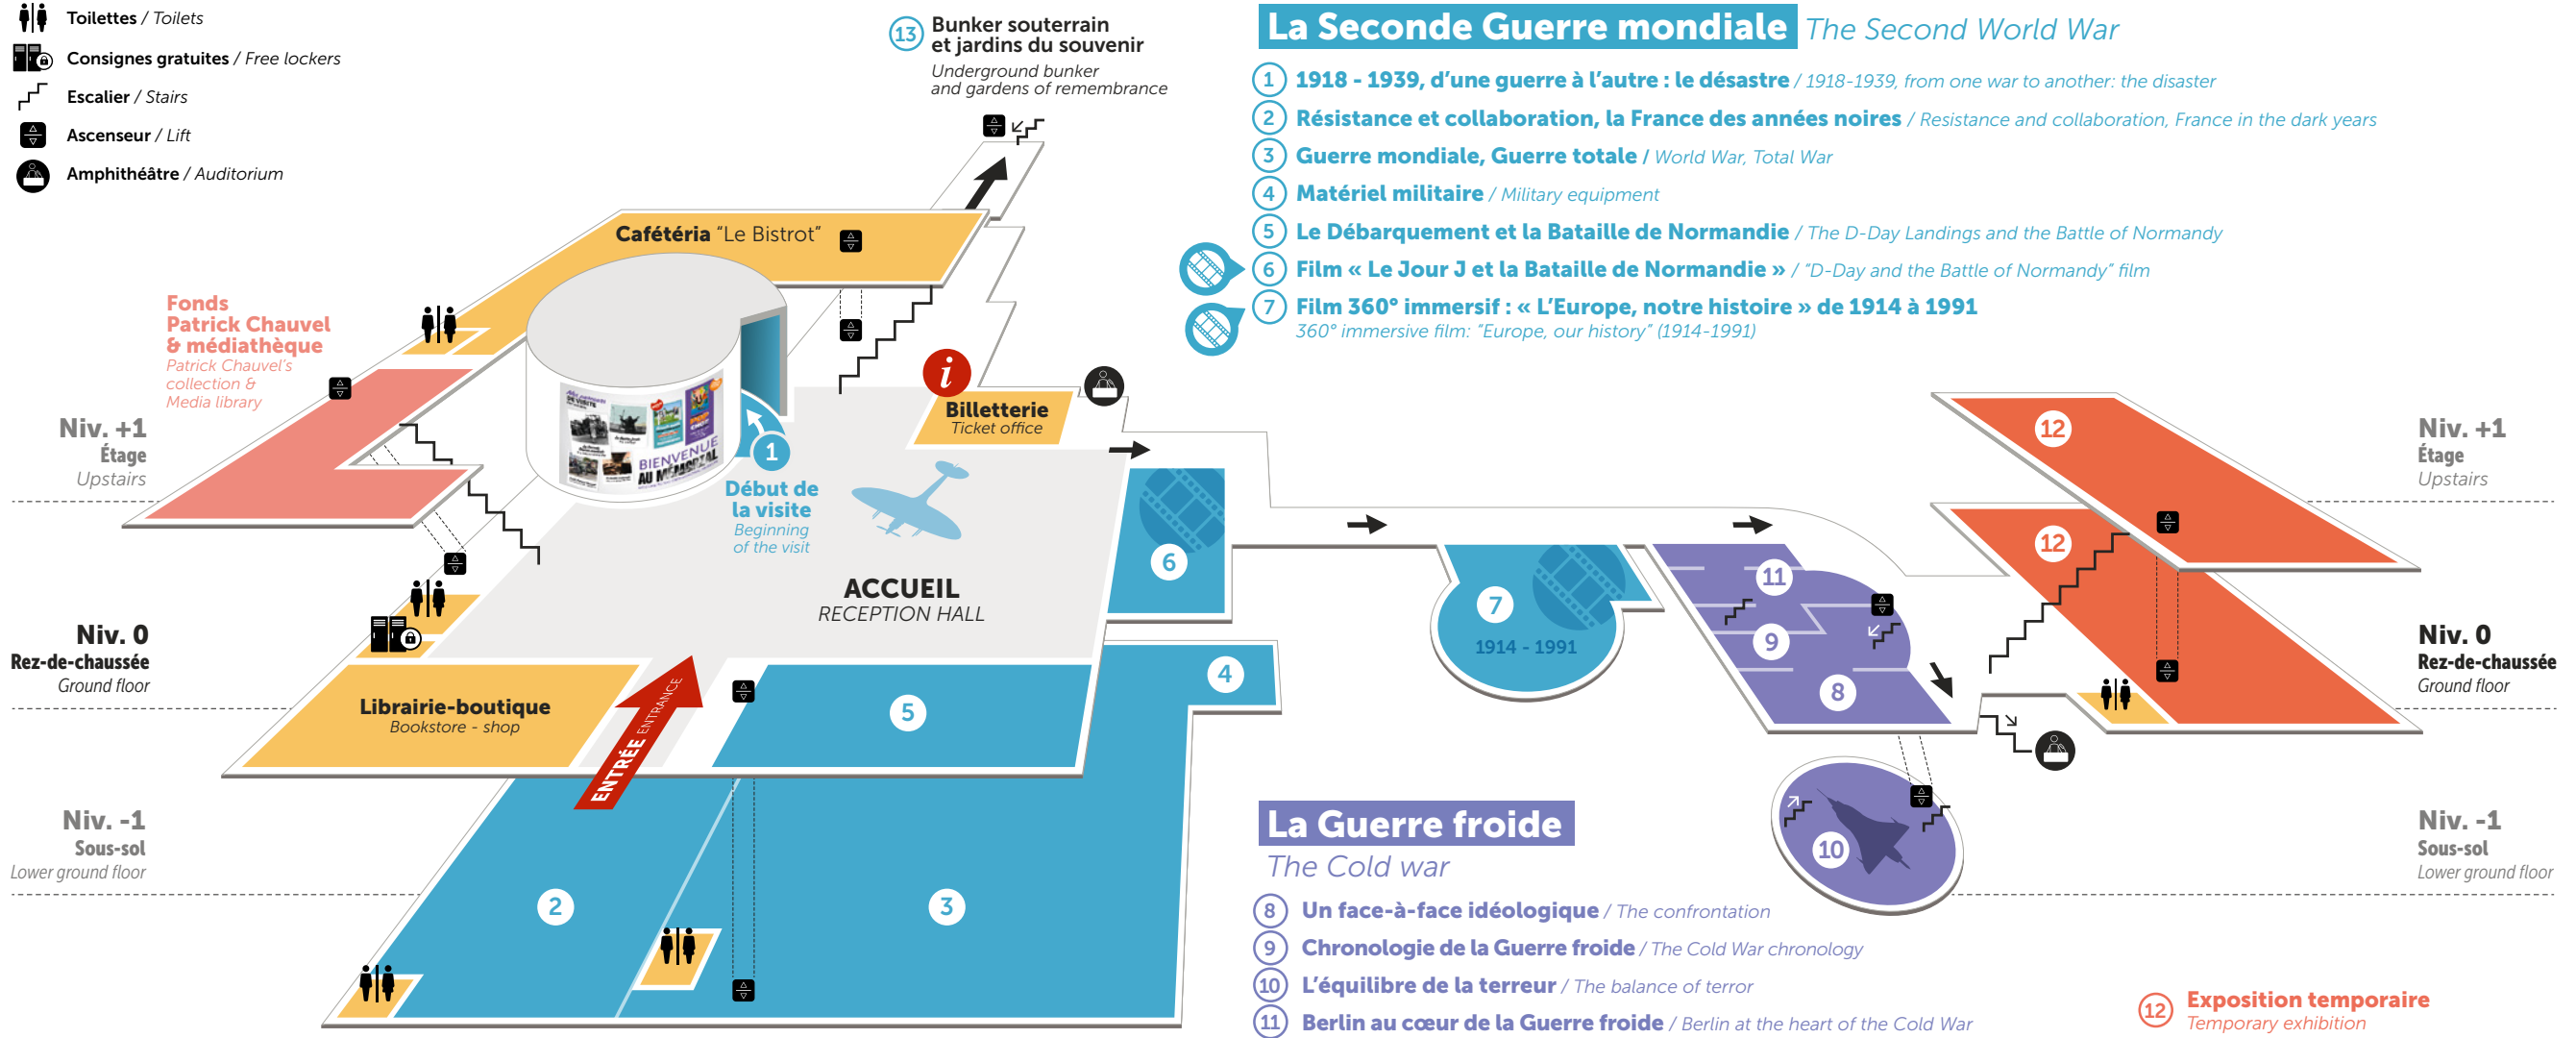 Toilettes / Toilets
Consignes gratuites / Free lockers
Escalier / Stairs
Ascenseur / Lift
Amphithéâtre / Auditorium
13 Bunker souterrain
et jardins du souvenir
Underground bunker
and gardens of remembrance
La Seconde Guerre mondiale The Second World War
1 1918 - 1939, d’une guerre à l’autre : le désastre / 1918-1939, from one war to another: the disaster
2 Résistance et collaboration, la France des années noires / Resistance and collaboration, France in the dark years
3 Guerre mondiale, Guerre totale / World War, Total War
4 Matériel militaire / Military equipment
5 Le Débarquement et la Bataille de Normandie / The D-Day Landings and the Battle of Normandy
6 Film « Le Jour J et la Bataille de Normandie » / “D-Day and the Battle of Normandy” film
7 Film 360° immersif : « L’Europe, notre histoire » de 1914 à 1991
360° immersive film: “Europe, our history” (1914-1991)
Cafétéria “Le Bistrot”
Fonds
Patrick Chauvel
& médiathèque
Patrick Chauvel’s
collection &
Media library
Niv. +1
Étage
Upstairs
BIENVENUE
AU MÉMORIAL
1
Début de
la visite
Beginning
of the visit
i
Billetterie
Ticket office
ACCUEIL
RECEPTION HALL
6
7
1914 - 1991
11
9
8
12
12
Niv. +1
Étage
Upstairs
Niv. 0
Rez-de-chaussée
Ground floor
Librairie-boutique
Bookstore - shop
ENTRÉE ENTRANCE
5
4
Niv. 0
Rez-de-chaussée
Ground floor
Niv. -1
Sous-sol
Lower ground floor
2
3
10
Niv. -1
Sous-sol
Lower ground floor
La Guerre froide
The Cold war
8 Un face-à-face idéologique / The confrontation
9 Chronologie de la Guerre froide / The Cold War chronology
10 L’équilibre de la terreur / The balance of terror
11 Berlin au cœur de la Guerre froide / Berlin at the heart of the Cold War
12 Exposition temporaire
Temporary exhibition